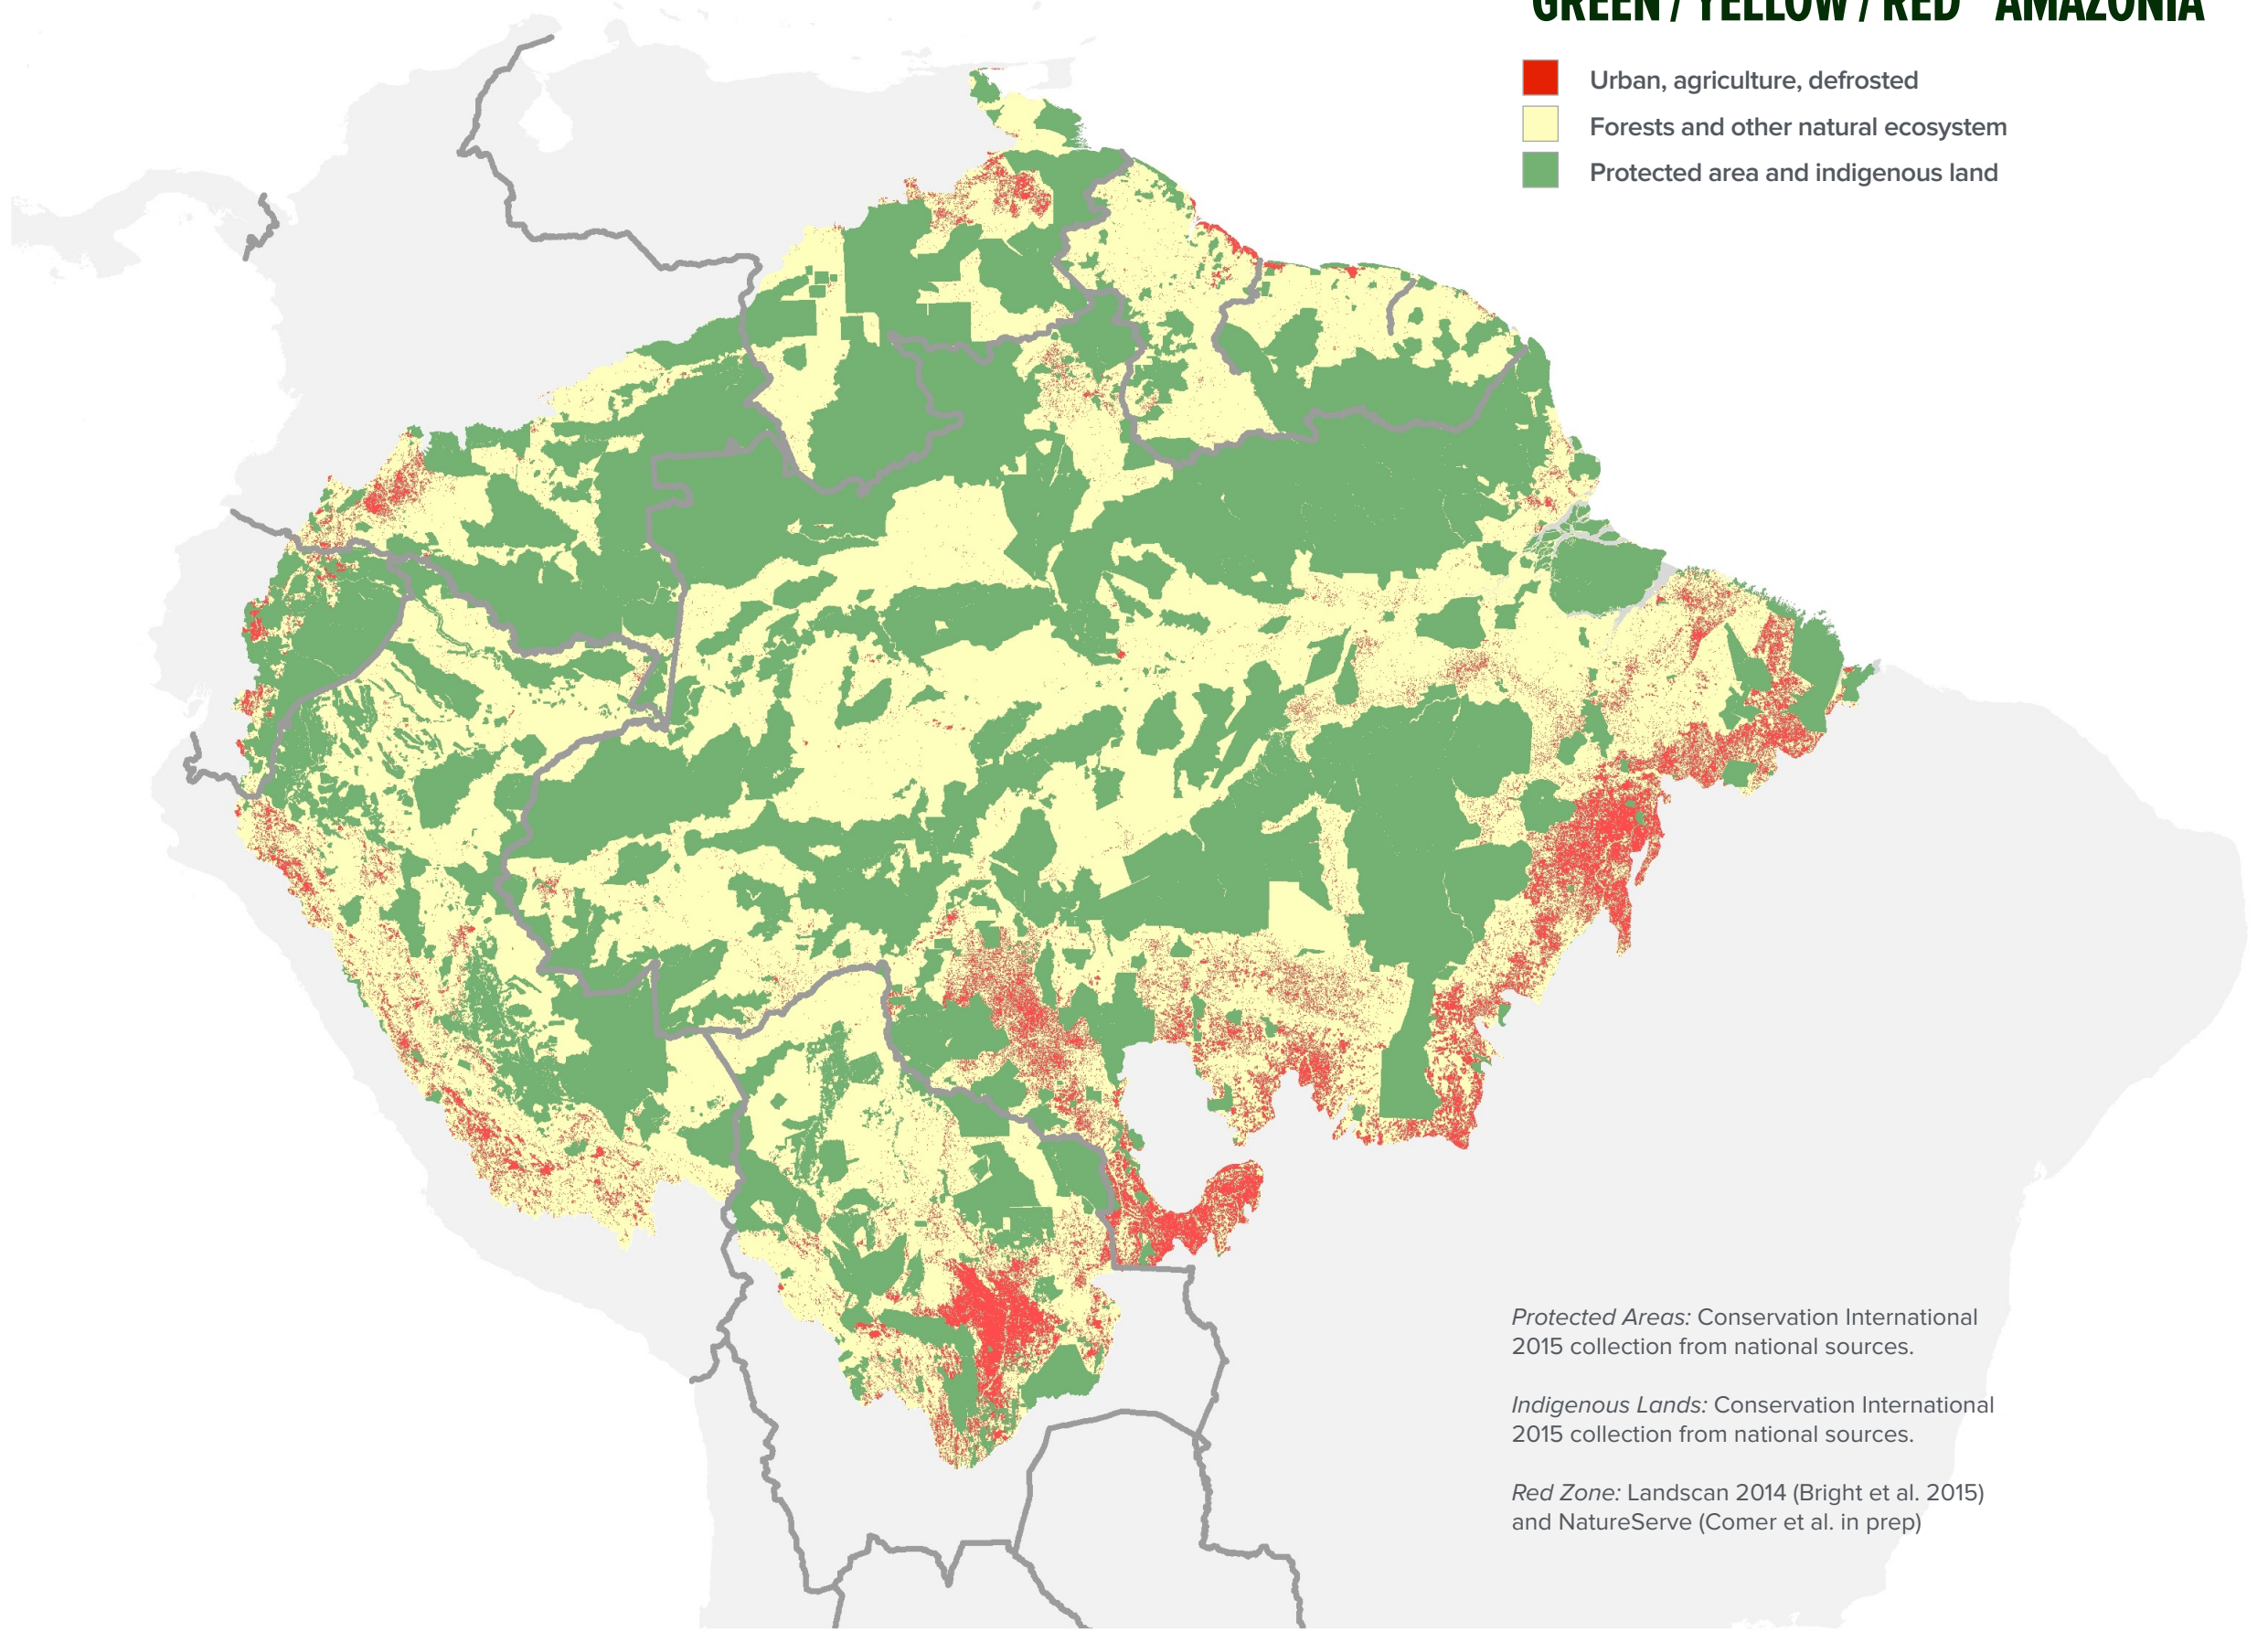 GREEN / YELLOW / RED AMAZONIA
Urban, agriculture, defrosted
Forests and other natural ecosystem
Protected area and indigenous land
Protected Areas: Conservation International
2015 collection from national sources.
Indigenous Lands: Conservation International
2015 collection from national sources.
Red Zone: Landscan 2014 (Bright et al. 2015)
and NatureServe (Comer et al. in prep)